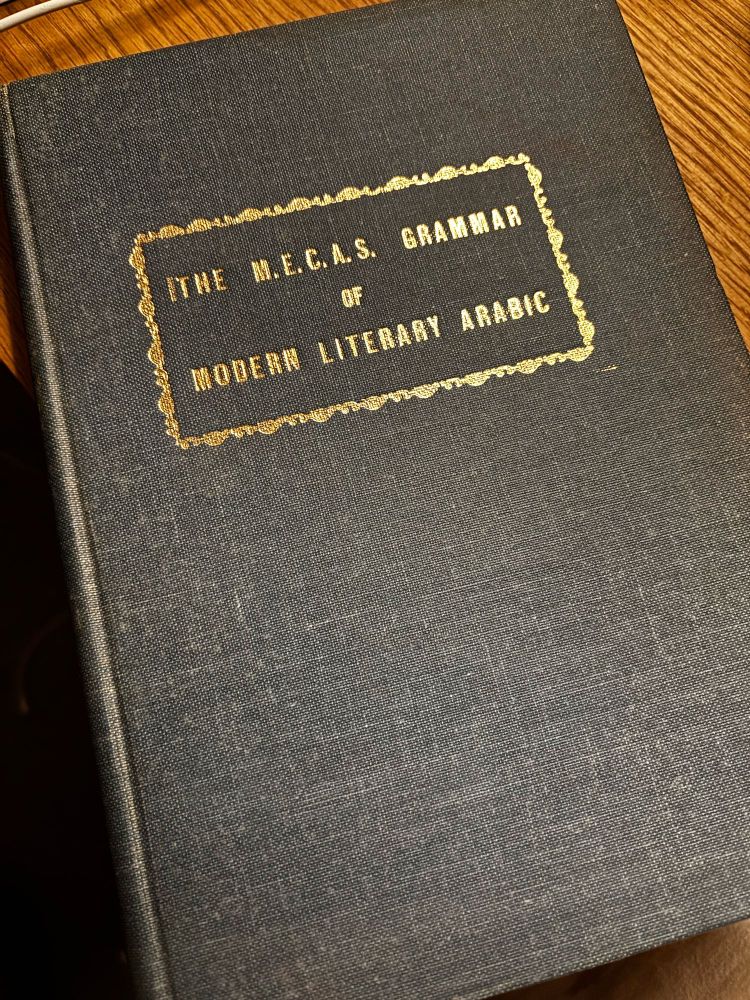 THE M.E.C.A.S. GRAMMAR
OF
MODERN LITERARY ARABIC